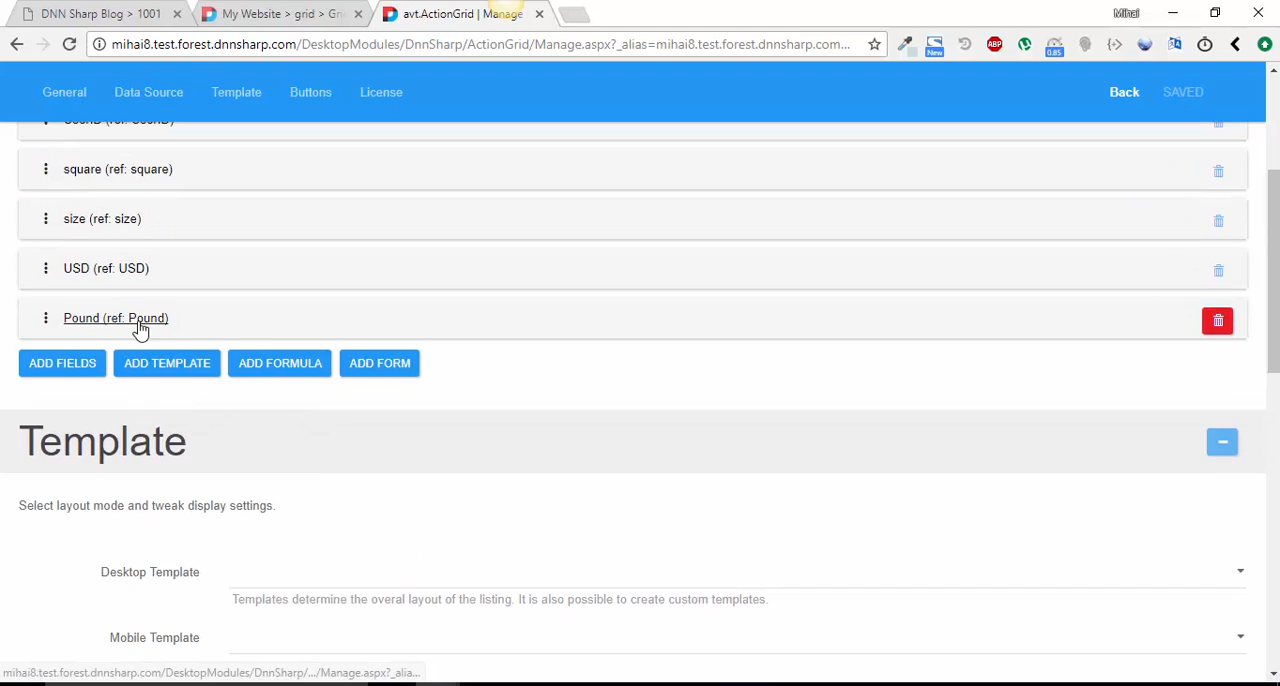 DNN Sharp Blog > 1001
My Website > grid > Gr
avt.ActionGrid | Manage
Mihai
mihai8.test.forest.dnnsharp.com/DesktopModules/DnnSharp/ActionGrid/Manage.aspx?_alias=mihai8.test.forest.dnnsharp.com...
New
ABP
0.85
General
Data Source
Template
Buttons
License
Back
SAVED
square (ref: square)
size (ref: size)
USD (ref: USD)
Pound (ref: Pound)
ADD FIELDS
ADD TEMPLATE
ADD FORMULA
ADD FORM
Template
Select layout mode and tweak display settings.
Desktop Template
Templates determine the overal layout of the listing. It is also possible to create custom templates.
Mobile Template
mihai8.test.forest.dnnsharp.com/DesktopModules/DnnSharp/.../Manage.aspx?_alia...